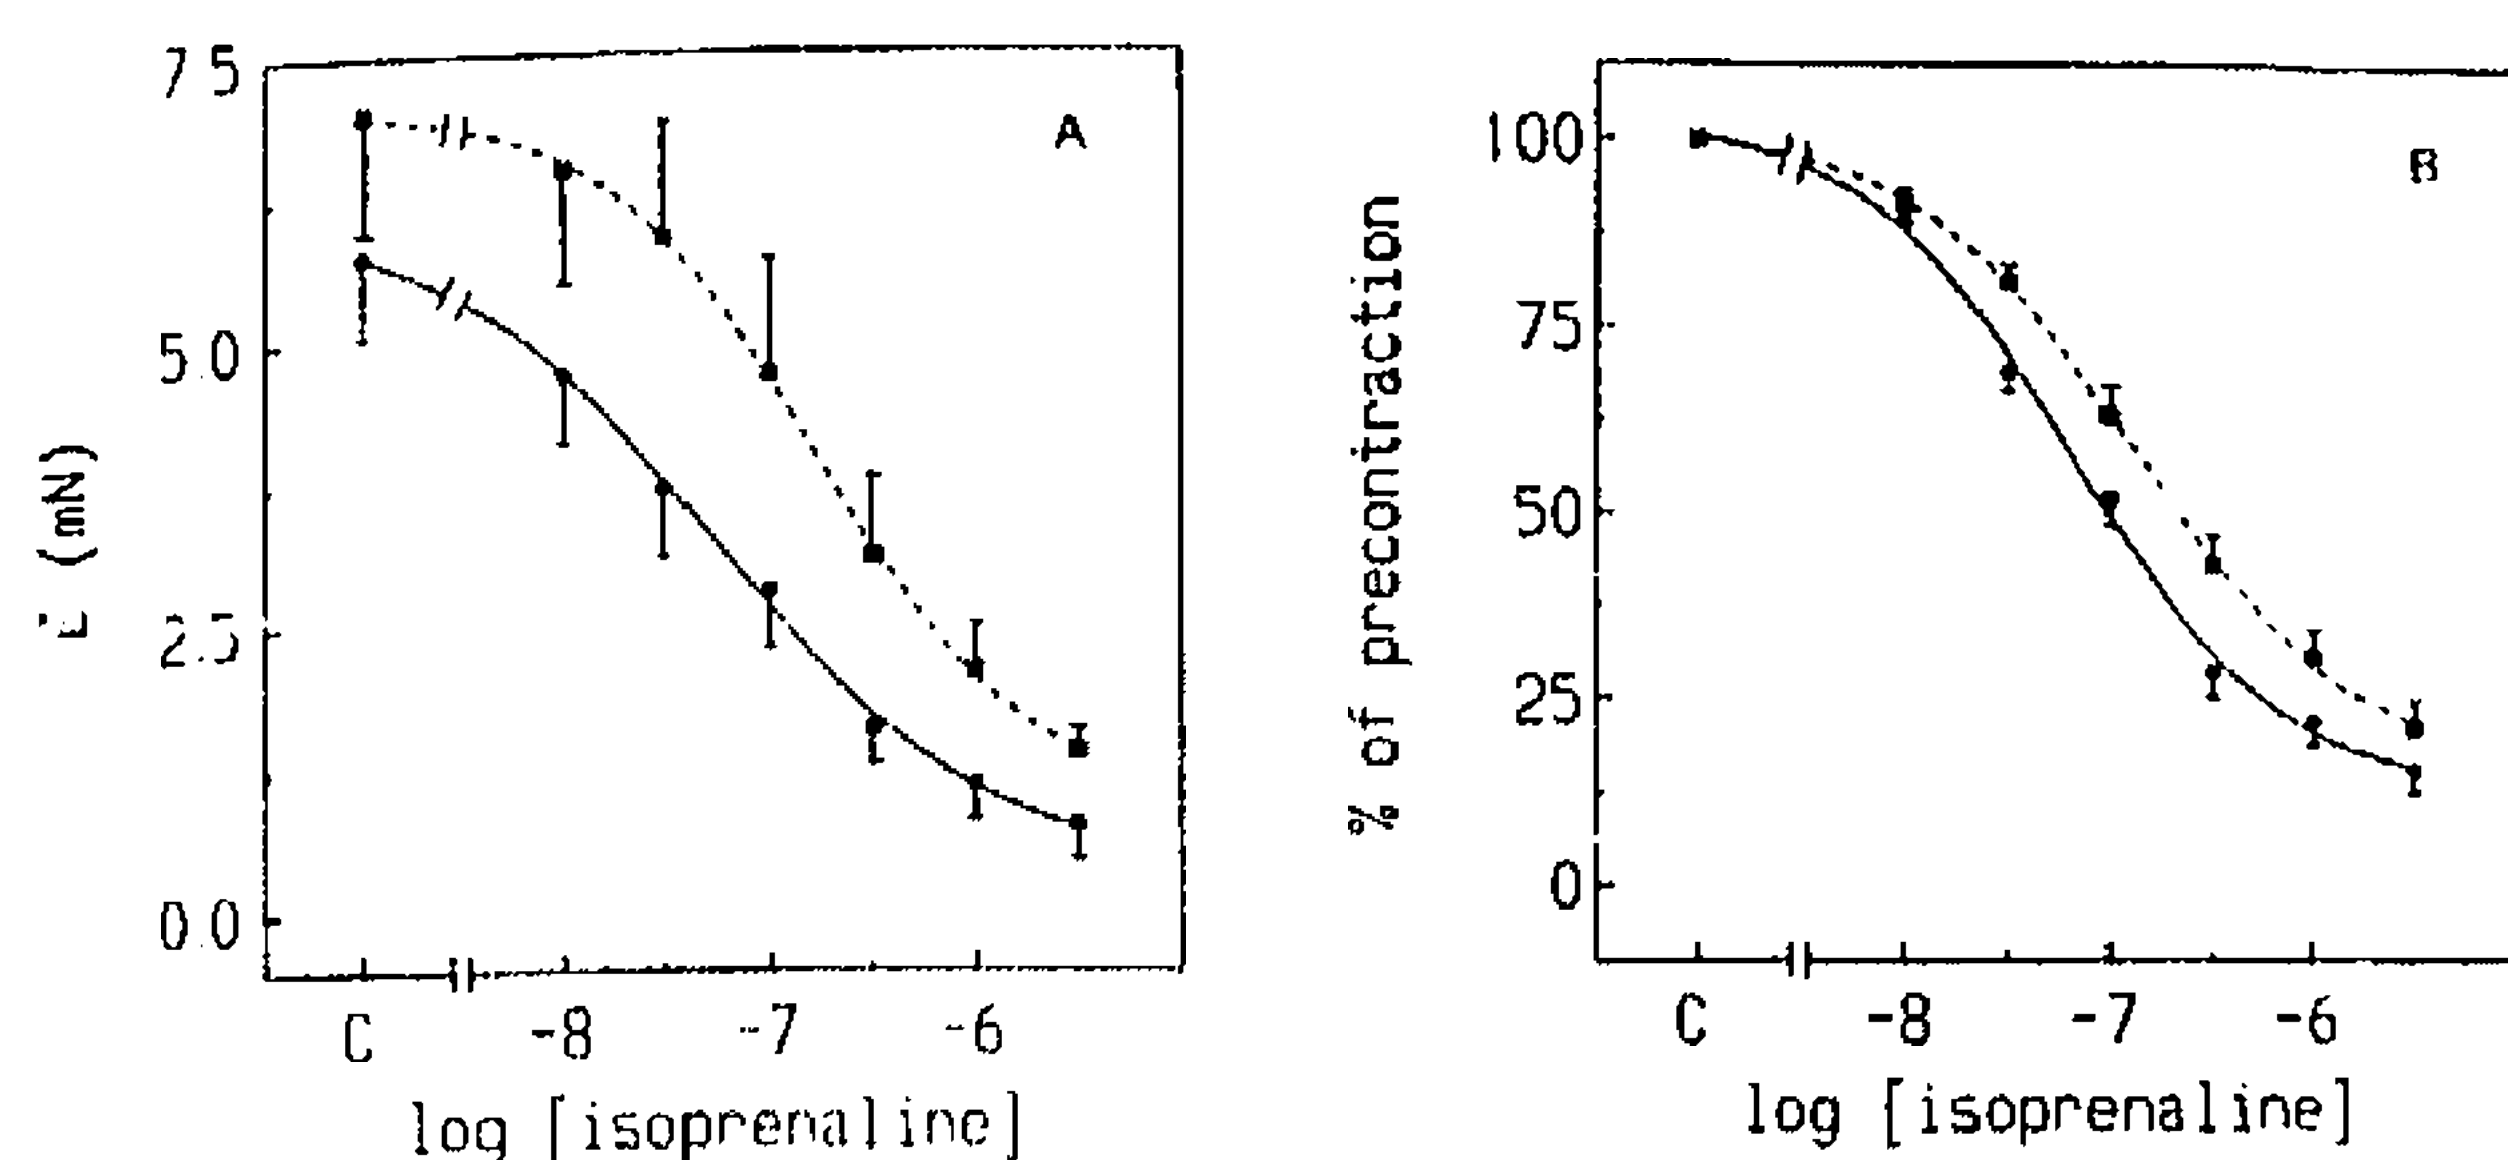 7 5
A
5.0
2.5
0.0
(mN)
C -8 -7 -6
log [isoprenaline]
100
B
75
50
25
0
% of precontraction
C -8 -7 -6
log [isoprenaline]